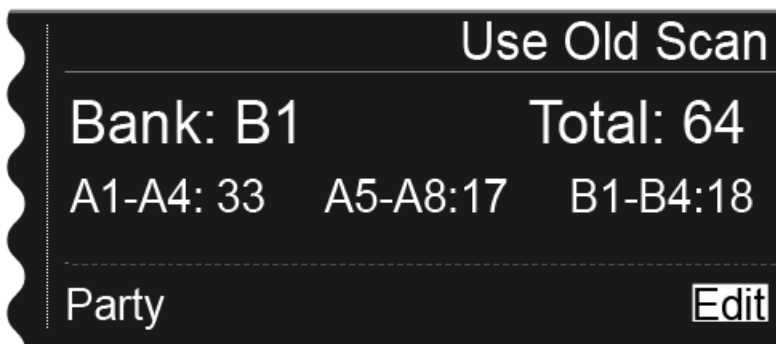 Use Old Scan
Bank: B1 Total: 64
A1-A4: 33 A5-A8:17 B1-B4:18
Party Edit